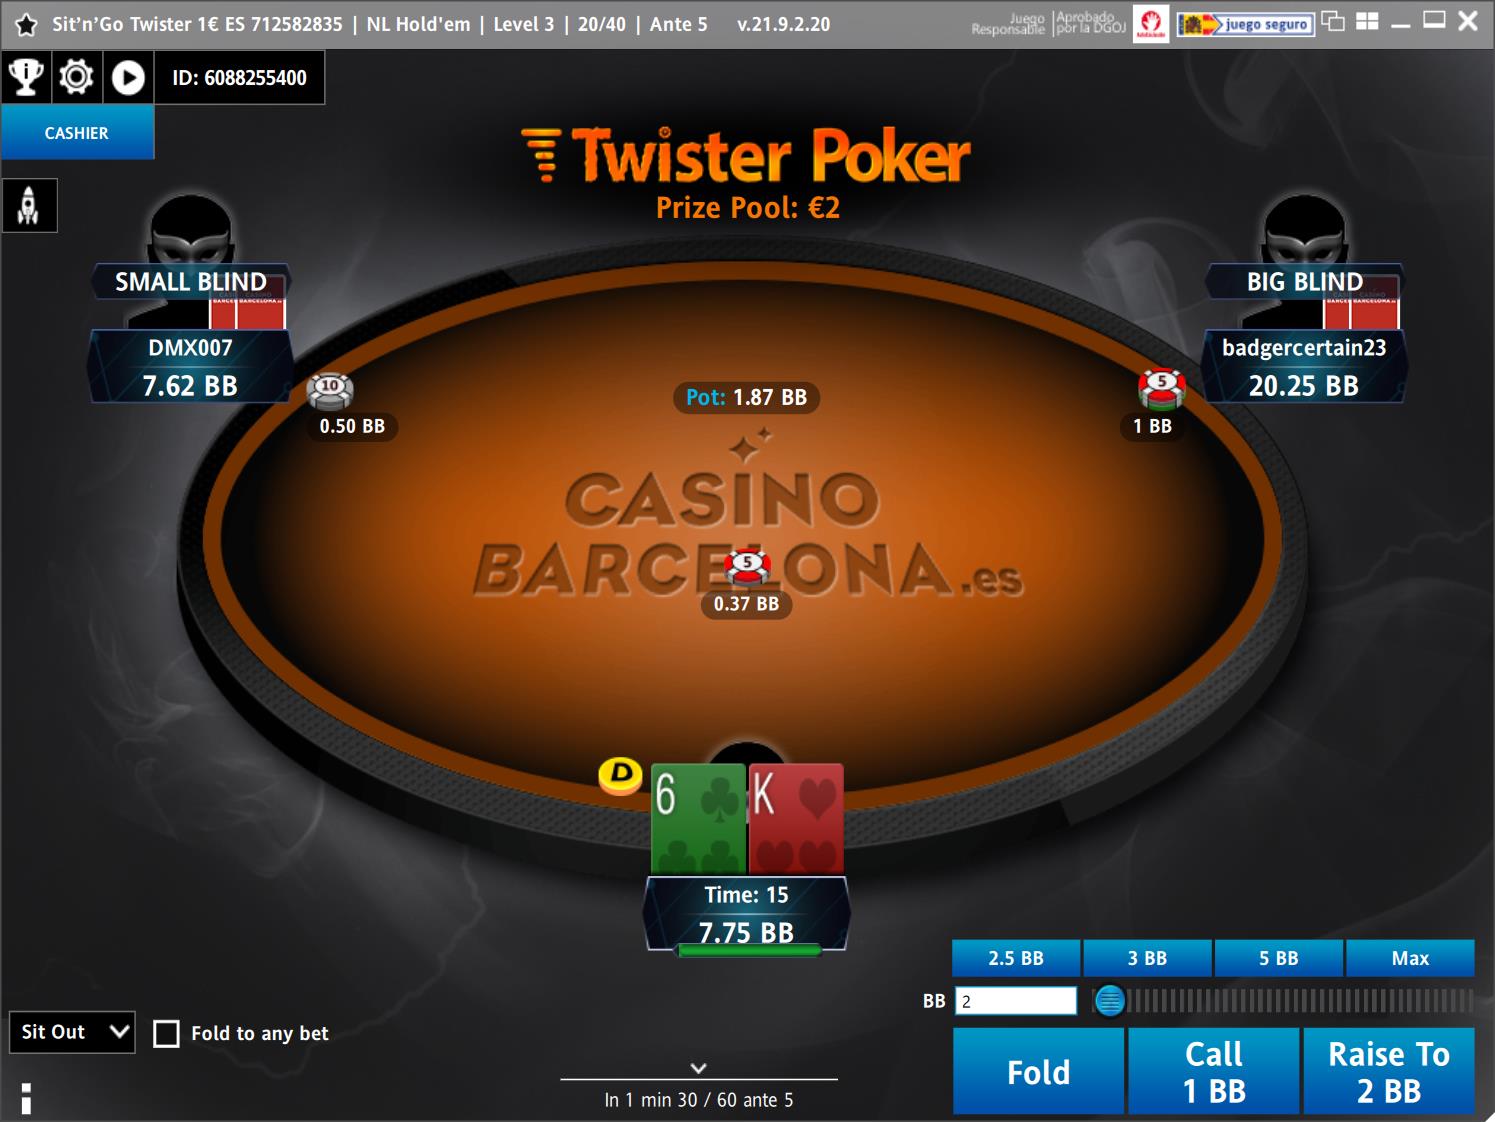 Sit'n'Go Twister 1€ ES 712582835 | NL Hold'em | Level 3 | 20/40 | Ante 5 v.21.9.2.20
Juego Responsable
Aprobado por la DGOJ
juego seguro
ID: 6088255400
CASHIER
Twister Poker
Prize Pool: €2
SMALL BLIND
DMX007
7.62 BB
BIG BLIND
badgercertain23
20.25 BB
10
0.50 BB
Pot: 1.87 BB
5
1 BB
CASINO
BARCELONA.es
5
0.37 BB
D
6 K
Time: 15
7.75 BB
2.5 BB 3 BB 5 BB Max
BB 2
Sit Out
Fold to any bet
Fold
Call
1 BB
Raise To
2 BB
In 1 min 30 / 60 ante 5